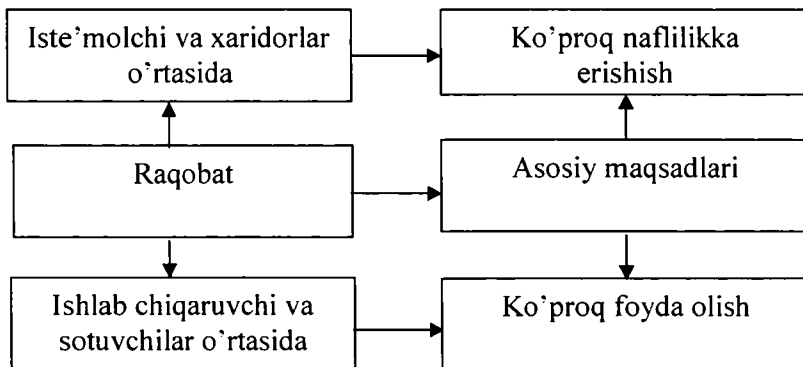 Iste’molchi va xaridorlar
o’rtasida
Ko’proq naflilikka
erishish
Raqobat
Asosiy maqsadlari
Ishlab chiqaruvchi va
sotuvchilar o’rtasida
Ko’proq foyda olish